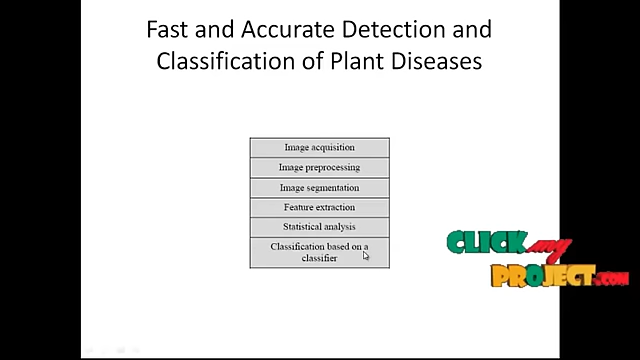 Fast and Accurate Detection and
Classification of Plant Diseases
Image acquisition
Image preprocessing
Image segmentation
Feature extraction
Statistical analysis
Classification based on a
classifier
CLICK my
PROJECT.COM